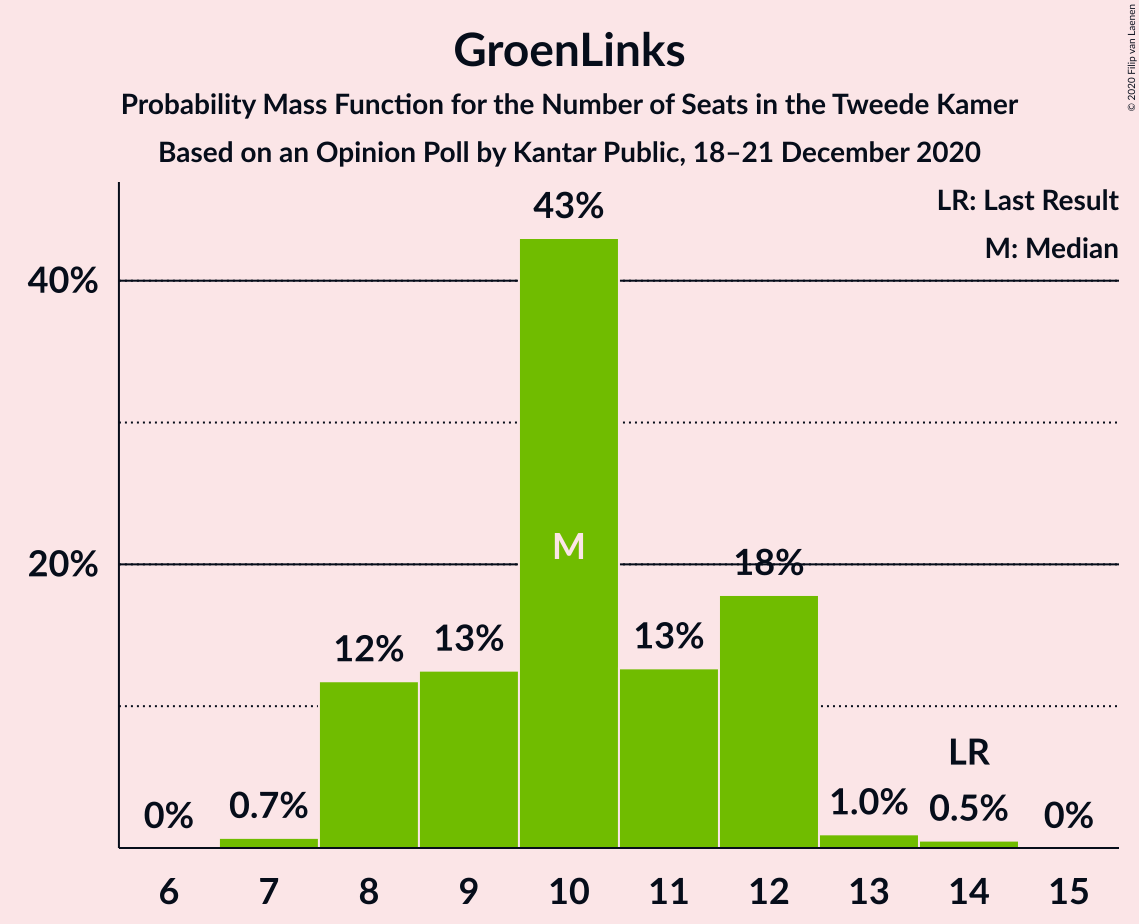 GroenLinks
Probability Mass Function for the Number of Seats in the Tweede Kamer
Based on an Opinion Poll by Kantar Public, 18–21 December 2020
© 2020 Filip van Laenen
LR: Last Result
M: Median
43%
40%
M
20%
18%
12%
13%
13%
LR
0%
0.7%
1.0%
0.5%
0%
6 7 8 9 10 11 12 13 14 15